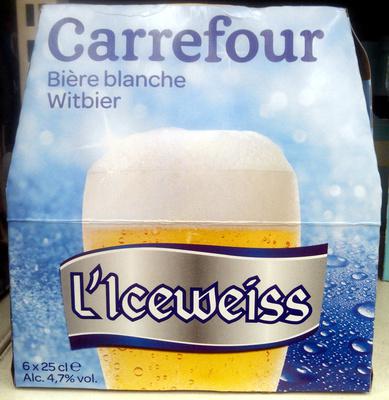 Carrefour
Bière blanche
Witbier
L'Iceweiss
6 x 25 cl ℮
Alc. 4,7% vol.